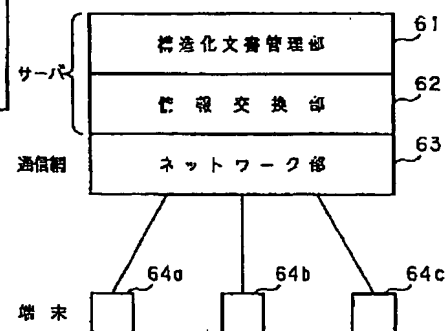 構造化文書管理部
61
サーバ
情報交換部
62
通信網
ネットワーク部
63
64a
64b
64c
端末